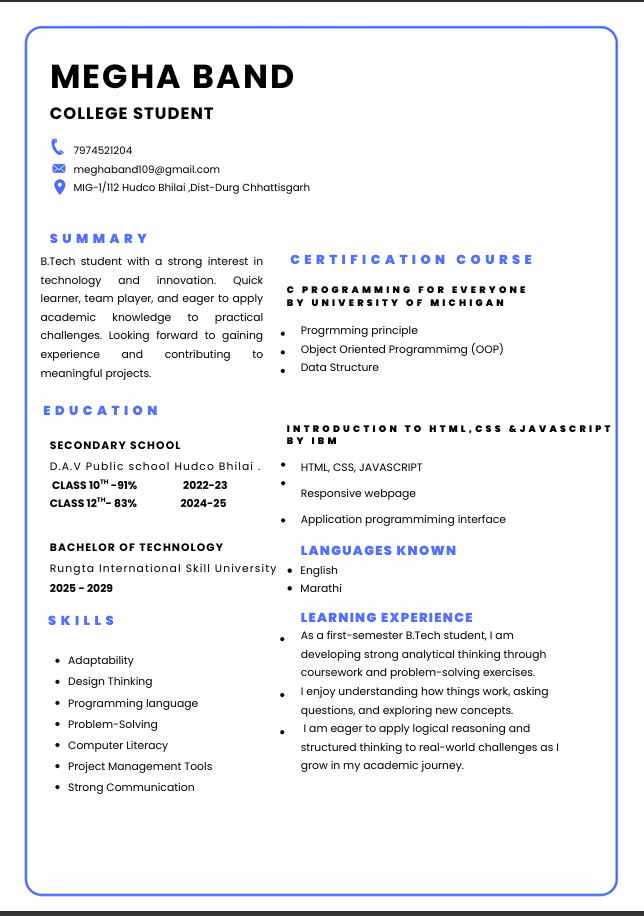 MEGHA BAND
COLLEGE STUDENT
7974521204
meghaband109@gmail.com
MIG-1/112 Hudco Bhilai ,Dist-Durg Chhattisgarh
SUMMARY
B.Tech student with a strong interest in
technology and innovation. Quick
learner, team player, and eager to apply
academic knowledge to practical
challenges. Looking forward to gaining
experience and contributing to
meaningful projects.
EDUCATION
SECONDARY SCHOOL
D.A.V Public school Hudco Bhilai .
CLASS 10TH -91% 2022-23
CLASS 12TH- 83% 2024-25
BACHELOR OF TECHNOLOGY
Rungta International Skill University
2025 - 2029
SKILLS
• Adaptability
• Design Thinking
• Programming language
• Problem-Solving
• Computer Literacy
• Project Management Tools
• Strong Communication
CERTIFICATION COURSE
C PROGRAMMING FOR EVERYONE
BY UNIVERSITY OF MICHIGAN
• Progrmming principle
• Object Oriented Programmimg (OOP)
• Data Structure
INTRODUCTION TO HTML,CSS &JAVASCRIPT
BY IBM
• HTML, CSS, JAVASCRIPT
• Responsive webpage
• Application programmiming interface
LANGUAGES KNOWN
• English
• Marathi
LEARNING EXPERIENCE
• As a first-semester B.Tech student, I am
developing strong analytical thinking through
coursework and problem-solving exercises.
• I enjoy understanding how things work, asking
questions, and exploring new concepts.
• I am eager to apply logical reasoning and
structured thinking to real-world challenges as I
grow in my academic journey.